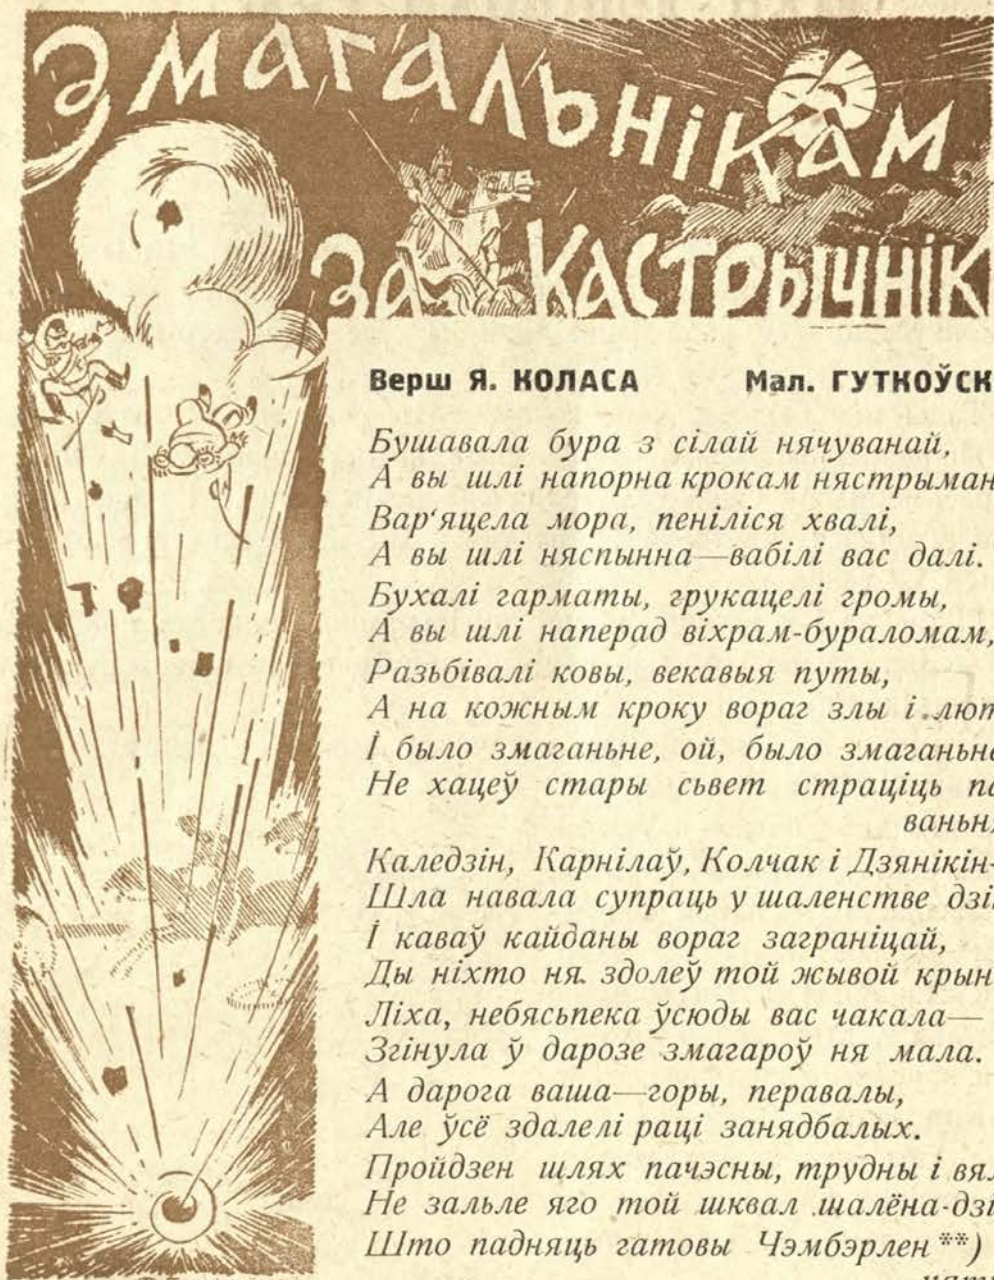 Змагальнікам
за Кастрычнік
Верш Я. КОЛАСА Мал. ГУТКОЎСК
Бушавала бура з сілай нячуванай,
А вы шлі напорна крокам нястрыман
Вар‘яцела мора, пеніліся хвалі,
А вы шлі няспынна—вабілі вас далі.
Бухалі гарматы, грукацелі громы,
А вы шлі наперад віхрам-бураломам,
Разьбівалі ковы, векавыя путы,
А на кожным кроку вораг злы і лют
І было змаганьне, ой, было змаганьне
Не хацеў стары сьвет страціць па
ваньн
Каледзін, Карнілаў, Колчак і Дзянікін-
Шла навала супраць у шаленстве дзі
І каваў кайданы вораг заграніцай,
Ды ніхто ня здолеў той жывой крын
Ліха, небясьпека ўсюды вас чакала—
Згінула ў дарозе змагароў ня мала.
А дарога ваша—горы, перавалы,
Але ўсё здалелі раці занядбалых.
Пройдзен шлях пачэсны, трудны і вял
Не зальле яго той шквал шалёна-дзі
Што падняць гатовы Чэмбэрлен **)